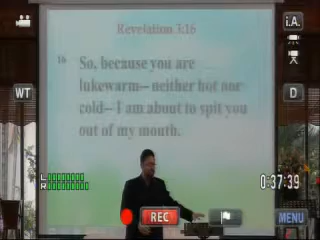 Revelation 3:16
16 So, because you are
lukewarm--neither hot nor
cold--I am about to spit you
out of my mouth.
i.A.
WT
D
L
R
0:37:39
REC
MENU